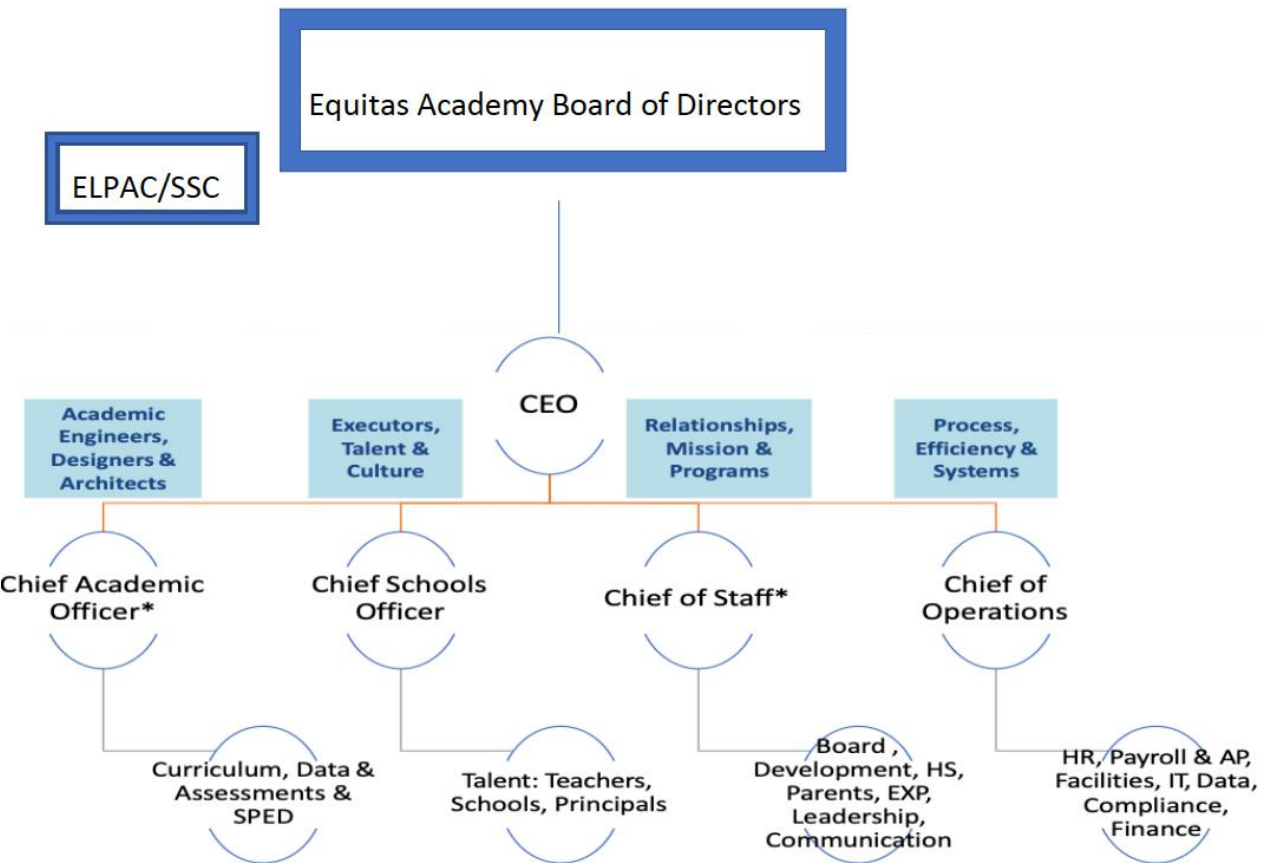 Equitas Academy Board of Directors
ELPAC/SSC
CEO
Academic
Engineers,
Designers &
Architects
Executors,
Talent &
Culture
Relationships,
Mission &
Programs
Process,
Efficiency &
Systems
Chief Academic
Officer*
Chief Schools
Officer
Chief of Staff*
Chief of
Operations
Curriculum, Data &
Assessments &
SPED
Talent: Teachers,
Schools, Principals
Board ,
Development, HS,
Parents, EXP,
Leadership,
Communication
HR, Payroll & AP,
Facilities, IT, Data,
Compliance,
Finance